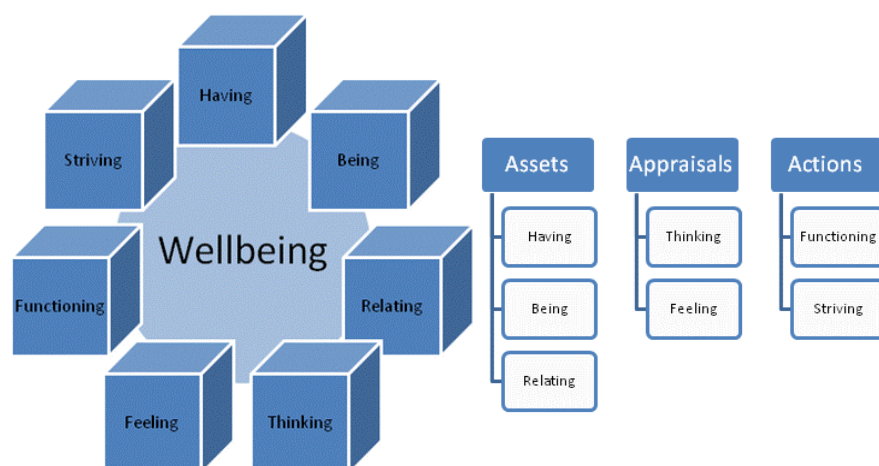 Having
Striving
Being
Wellbeing
Functioning
Relating
Feeling
Thinking
Assets
Having
Being
Relating
Appraisals
Thinking
Feeling
Actions
Functioning
Striving